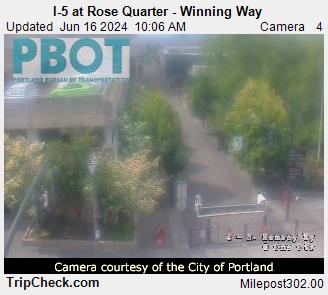 I-5 at Rose Quarter - Winning Way
Updated Jun 16 2024 10:06 AM Camera 4
PBOT
PORTLAND BUREAU OF TRANSPORTATION
Camera courtesy of the City of Portland
TripCheck.com Milepost302.00